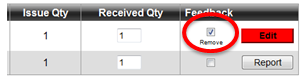 Issue Qty Received Qty Feedback
1 1 Remove Edit
1 1 Report